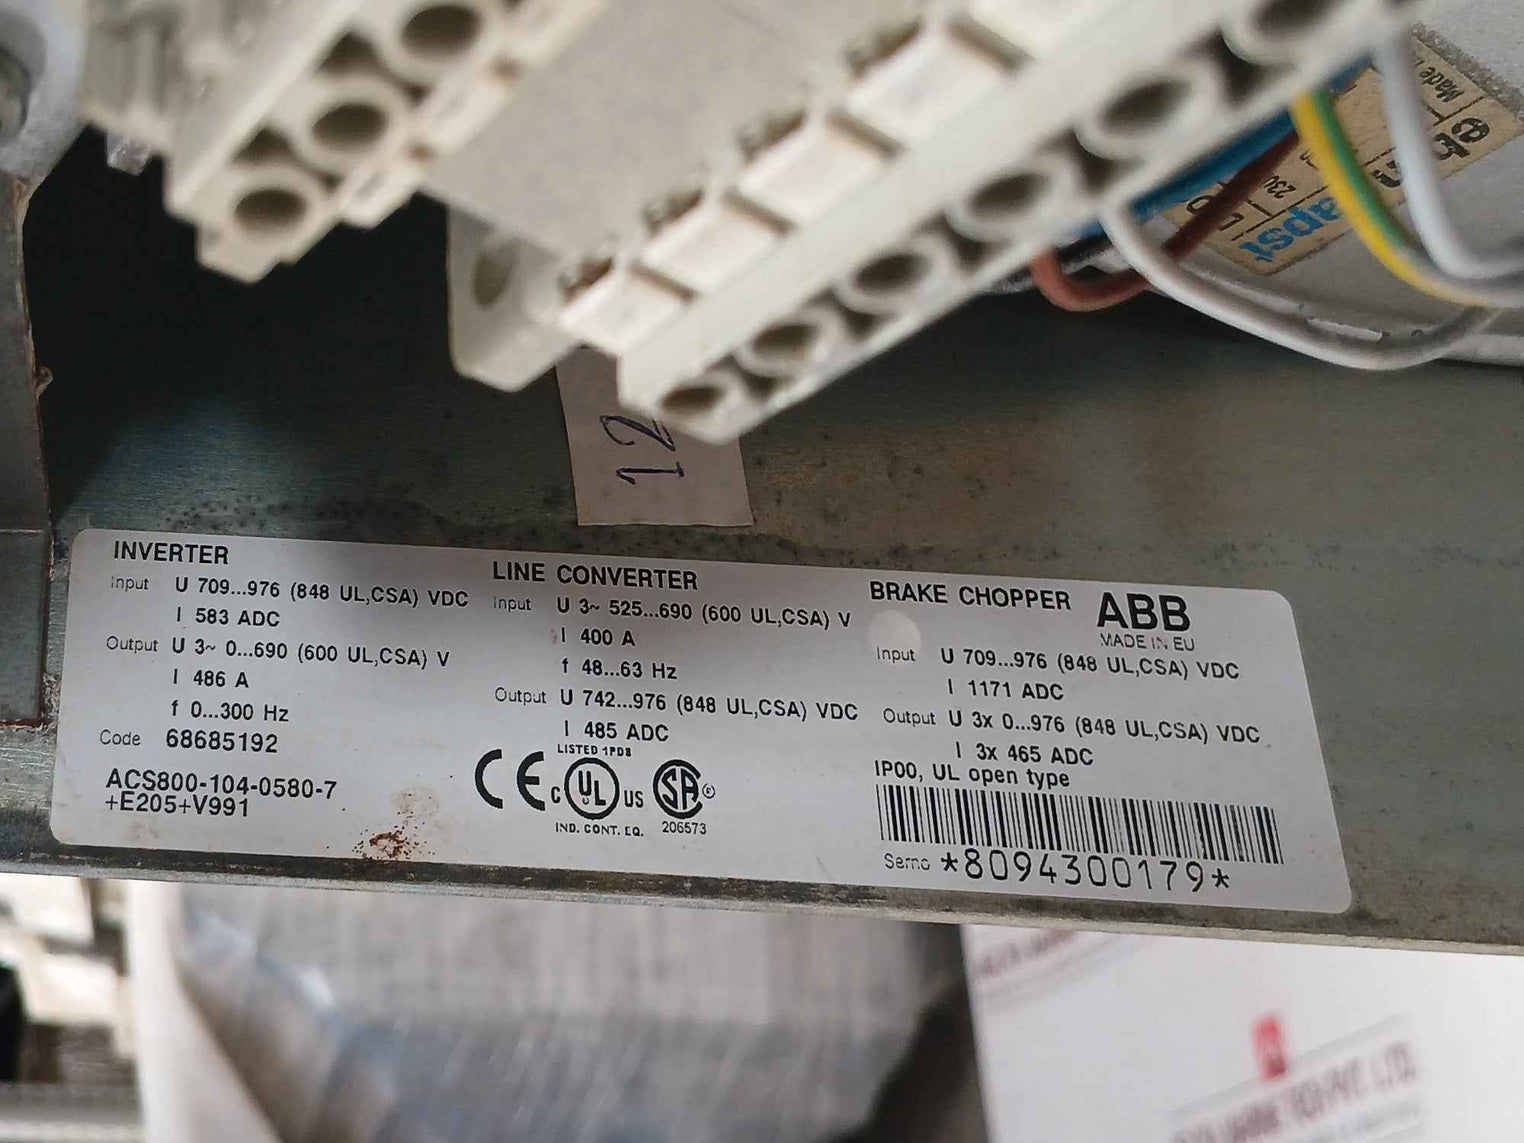 12
INVERTER
Input U 709...976 (848 UL,CSA) VDC
I 583 ADC
Output U 3~ 0...690 (600 UL,CSA) V
I 486 A
f 0...300 Hz
Code 68685192
ACS800-104-0580-7
+E205+V991
LINE CONVERTER
Input U 3~ 525...690 (600 UL,CSA) V
I 400 A
f 48...63 Hz
Output U 742...976 (848 UL,CSA) VDC
I 485 ADC
LISTED 1PD8
CE C UL US SA ®
IND. CONT. EQ. 206573
BRAKE CHOPPER ABB
MADE IN EU
Input U 709...976 (848 UL,CSA) VDC
I 1171 ADC
Output U 3x 0...976 (848 UL,CSA) VDC
I 3x 465 ADC
IP00, UL open type
Serno *8094300179*
Made
230
apst